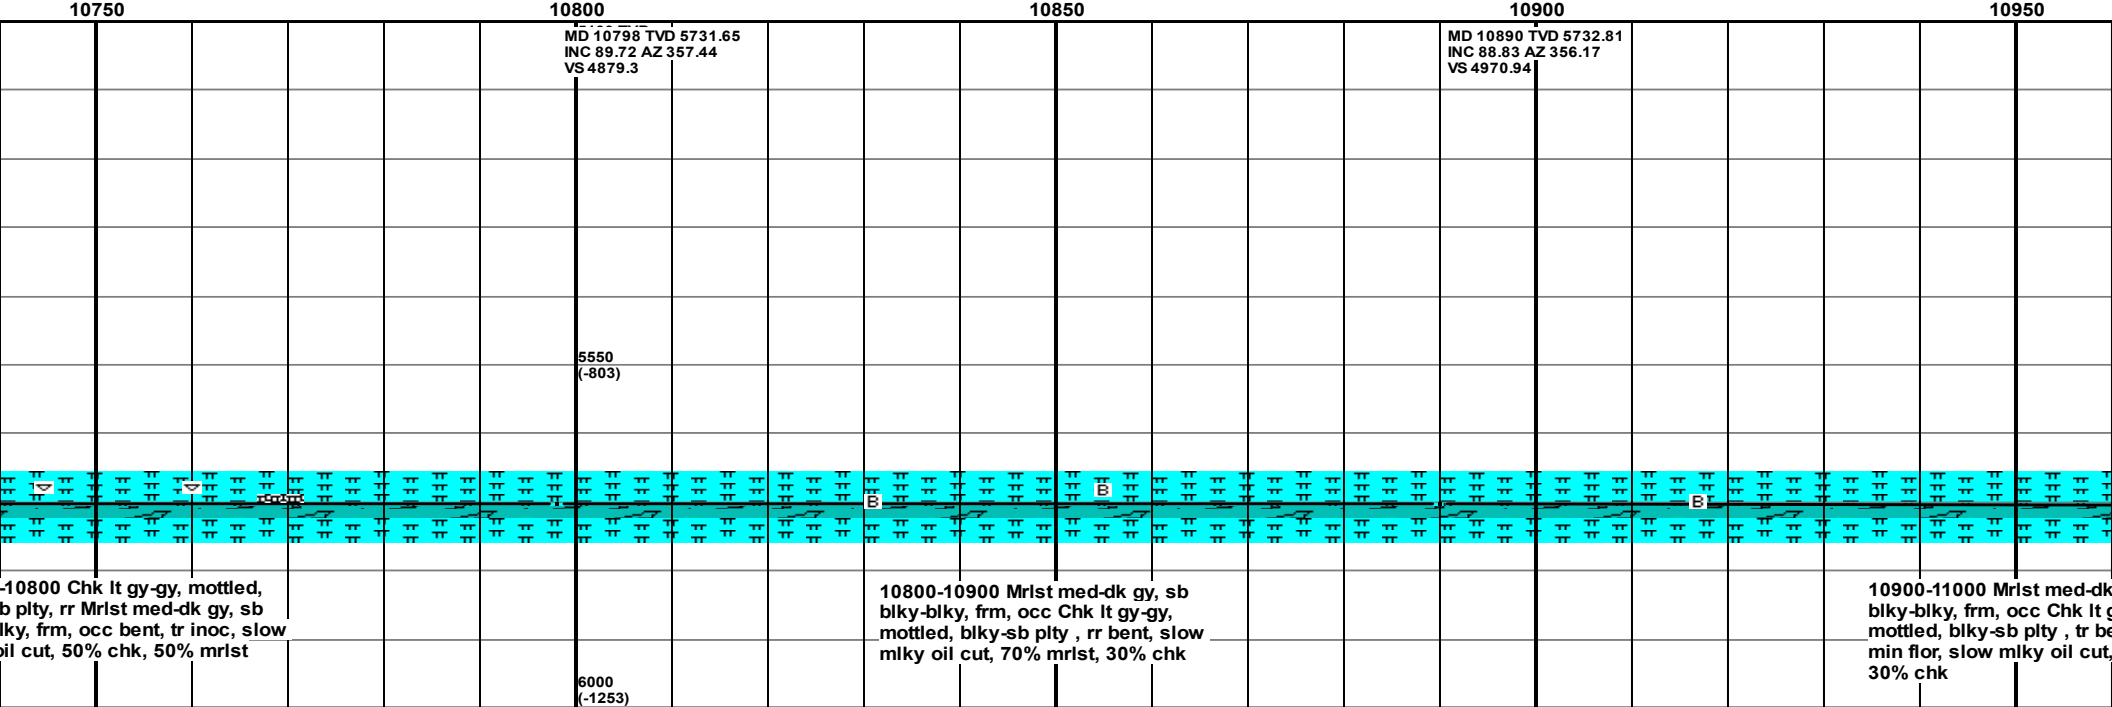 10750 10800 10850 10900 10950
MD 10798 TVD 5731.65
INC 89.72 AZ 357.44
VS 4879.3
MD 10890 TVD 5732.81
INC 88.83 AZ 356.17
VS 4970.94
5550
(-803)
B
B
B
-10800 Chk lt gy-gy, mottled,
b plty, rr Mrlst med-dk gy, sb
lky, frm, occ bent, tr inoc, slow
oil cut, 50% chk, 50% mrlst
10800-10900 Mrlst med-dk gy, sb
blky-blky, frm, occ Chk lt gy-gy,
mottled, blky-sb plty , rr bent, slow
mlky oil cut, 70% mrlst, 30% chk
10900-11000 Mrlst med-dk
blky-blky, frm, occ Chk lt g
mottled, blky-sb plty , tr be
min flor, slow mlky oil cut,
30% chk
6000
(-1253)